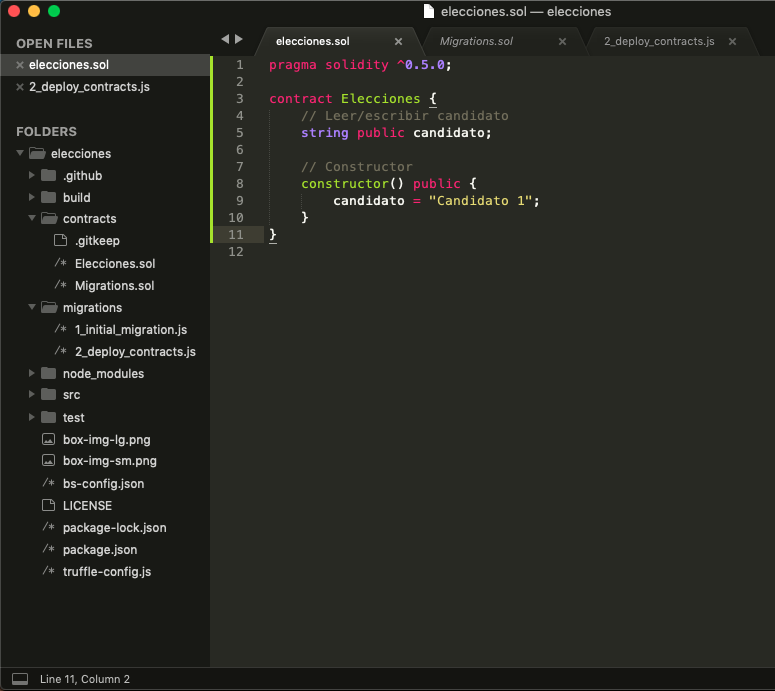 elecciones.sol — elecciones
OPEN FILES
elecciones.sol
2_deploy_contracts.js
FOLDERS
elecciones
.github
build
contracts
.gitkeep
/* Elecciones.sol
/* Migrations.sol
migrations
/* 1_initial_migration.js
/* 2_deploy_contracts.js
node_modules
src
test
box-img-lg.png
box-img-sm.png
/* bs-config.json
LICENSE
/* package-lock.json
/* package.json
/* truffle-config.js
elecciones.sol
Migrations.sol
2_deploy_contracts.js
1 pragma solidity ^0.5.0;
2
3 contract Elecciones {
4 // Leer/escribir candidato
5 string public candidato;
6
7 // Constructor
8 constructor() public {
9 candidato = "Candidato 1";
10 }
11 }
12
Line 11, Column 2